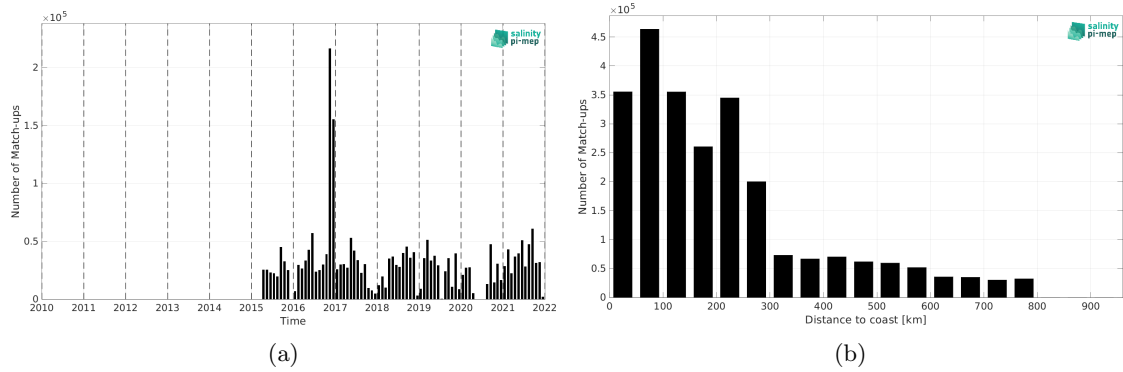 ×10^5
salinity
pi-mep
Number of Match-ups
2
1.5
1
0.5
0
2010 2011 2012 2013 2014 2015 2016 2017 2018 2019 2020 2021 2022
Time
(a)
×10^5
salinity
pi-mep
Number of Match-ups
4.5
4
3.5
3
2.5
2
1.5
1
0.5
0
0 100 200 300 400 500 600 700 800 900
Distance to coast [km]
(b)